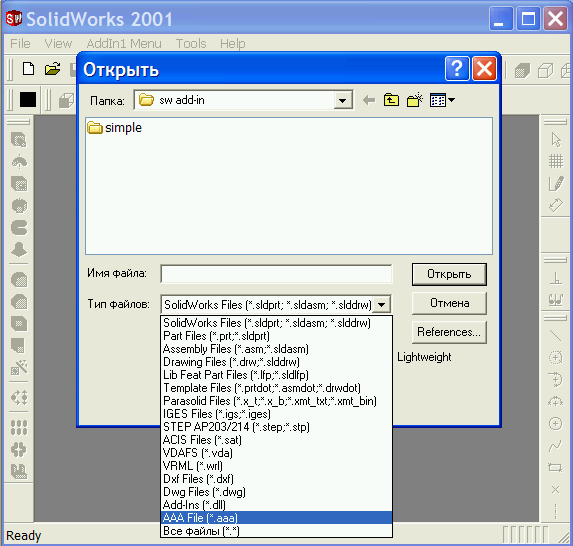 SolidWorks 2001
File View AddIn1 Menu Tools Help
Открыть
Папка: sw add-in
simple
Имя файла: Открыть
Тип файлов: SolidWorks Files (*.sldprt; *.sldasm; *.slddrw) Отмена
SolidWorks Files (*.sldprt; *.sldasm; *.slddrw)
Part Files (*.prt;*.sldprt) References...
Assembly Files (*.asm;*.sldasm)
Drawing Files (*.drw;*.slddrw) Lightweight
Lib Feat Part Files (*.lfp;*.sldlfp)
Template Files (*.prtdot;*.asmdot;*.drwdot)
Parasolid Files (*.x_t;*.x_b;*.xmt_txt;*.xmt_bin)
IGES Files (*.igs;*.iges)
STEP AP203/214 (*.step;*.stp)
ACIS Files (*.sat)
VDAFS (*.vda)
VRML (*.wrl)
Dxf Files (*.dxf)
Dwg Files (*.dwg)
Add-Ins (*.dll)
AAA File (*.aaa)
Все файлы (*.*)
Ready